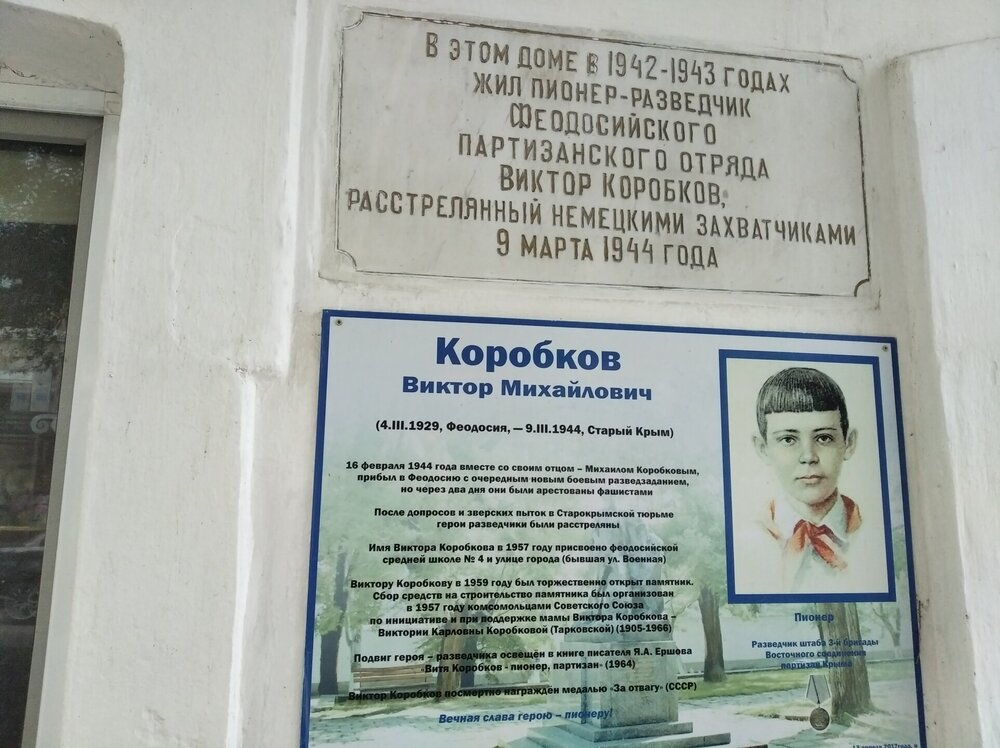 В ЭТОМ ДОМЕ В 1942-1943 ГОДАХ
ЖИЛ ПИОНЕР-РАЗВЕДЧИК
ФЕОДОСИЙСКОГО
ПАРТИЗАНСКОГО ОТРЯДА
ВИКТОР КОРОБКОВ,
РАССТРЕЛЯННЫЙ НЕМЕЦКИМИ ЗАХВАТЧИКАМИ
9 МАРТА 1944 ГОДА
Коробков
Виктор Михайлович
(4.III.1929, Феодосия, — 9.III.1944, Старый Крым)
16 февраля 1944 года вместе со своим отцом – Михаилом Коробковым,
прибыл в Феодосию с очередным новым боевым разведзаданием,
но через два дня они были арестованы фашистами
После допросов и зверских пыток в Старокрымской тюрьме
герои разведчики были расстреляны
Имя Виктора Коробкова в 1957 году присвоено феодосийской
средней школе № 4 и улице города (бывшая ул. Военная)
Виктору Коробкову в 1959 году был торжественно открыт памятник.
Сбор средств на строительство памятника был организован
в 1957 году комсомольцами Советского Союза
по инициативе и при поддержке мамы Виктора Коробкова –
Виктории Карловны Коробковой (Тарковской) (1905-1966)
Подвиг героя – разведчика освещён в книге писателя Я.А. Ершова
«Витя Коробков - пионер, партизан» (1964)
Виктор Коробков посмертно награждён медалью «За отвагу» (СССР)
Вечная слава герою – пионеру!
Пионер
Разведчик штаба 3-й бригады
Восточного соединения
партизан Крыма
2017года, в